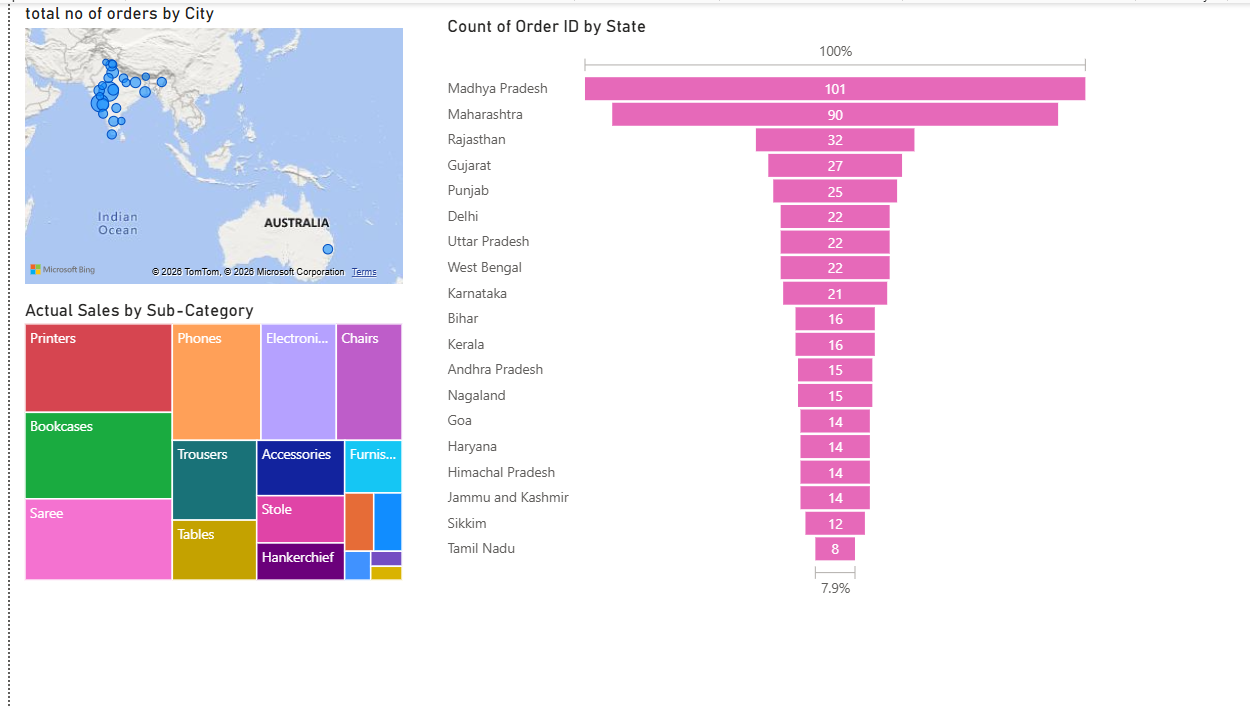 total no of orders by City
Indian
Ocean
AUSTRALIA
Microsoft Bing
© 2026 TomTom, © 2026 Microsoft Corporation Terms
Actual Sales by Sub-Category
Printers
Phones
Electroni...
Chairs
Bookcases
Trousers
Accessories
Furnis...
Saree
Stole
Tables
Hankerchief
Count of Order ID by State
100%
Madhya Pradesh 101
Maharashtra 90
Rajasthan 32
Gujarat 27
Punjab 25
Delhi 22
Uttar Pradesh 22
West Bengal 22
Karnataka 21
Bihar 16
Kerala 16
Andhra Pradesh 15
Nagaland 15
Goa 14
Haryana 14
Himachal Pradesh 14
Jammu and Kashmir 14
Sikkim 12
Tamil Nadu 8
7.9%